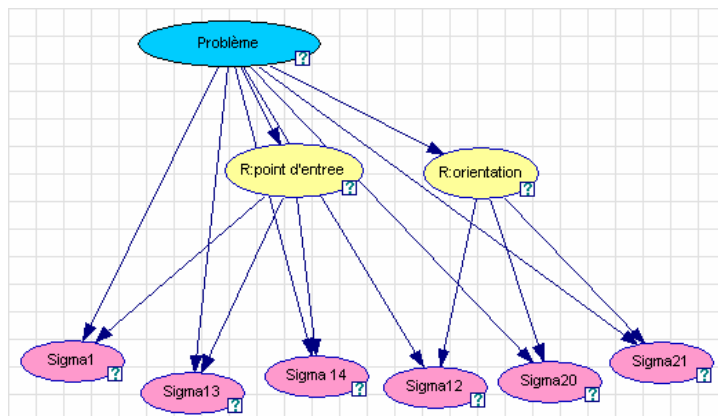 Problème
?
R:point d'entree
?
R:orientation
?
Sigma1
?
Sigma13
?
Sigma 14
?
Sigma12
?
Sigma20
?
Sigma21
?